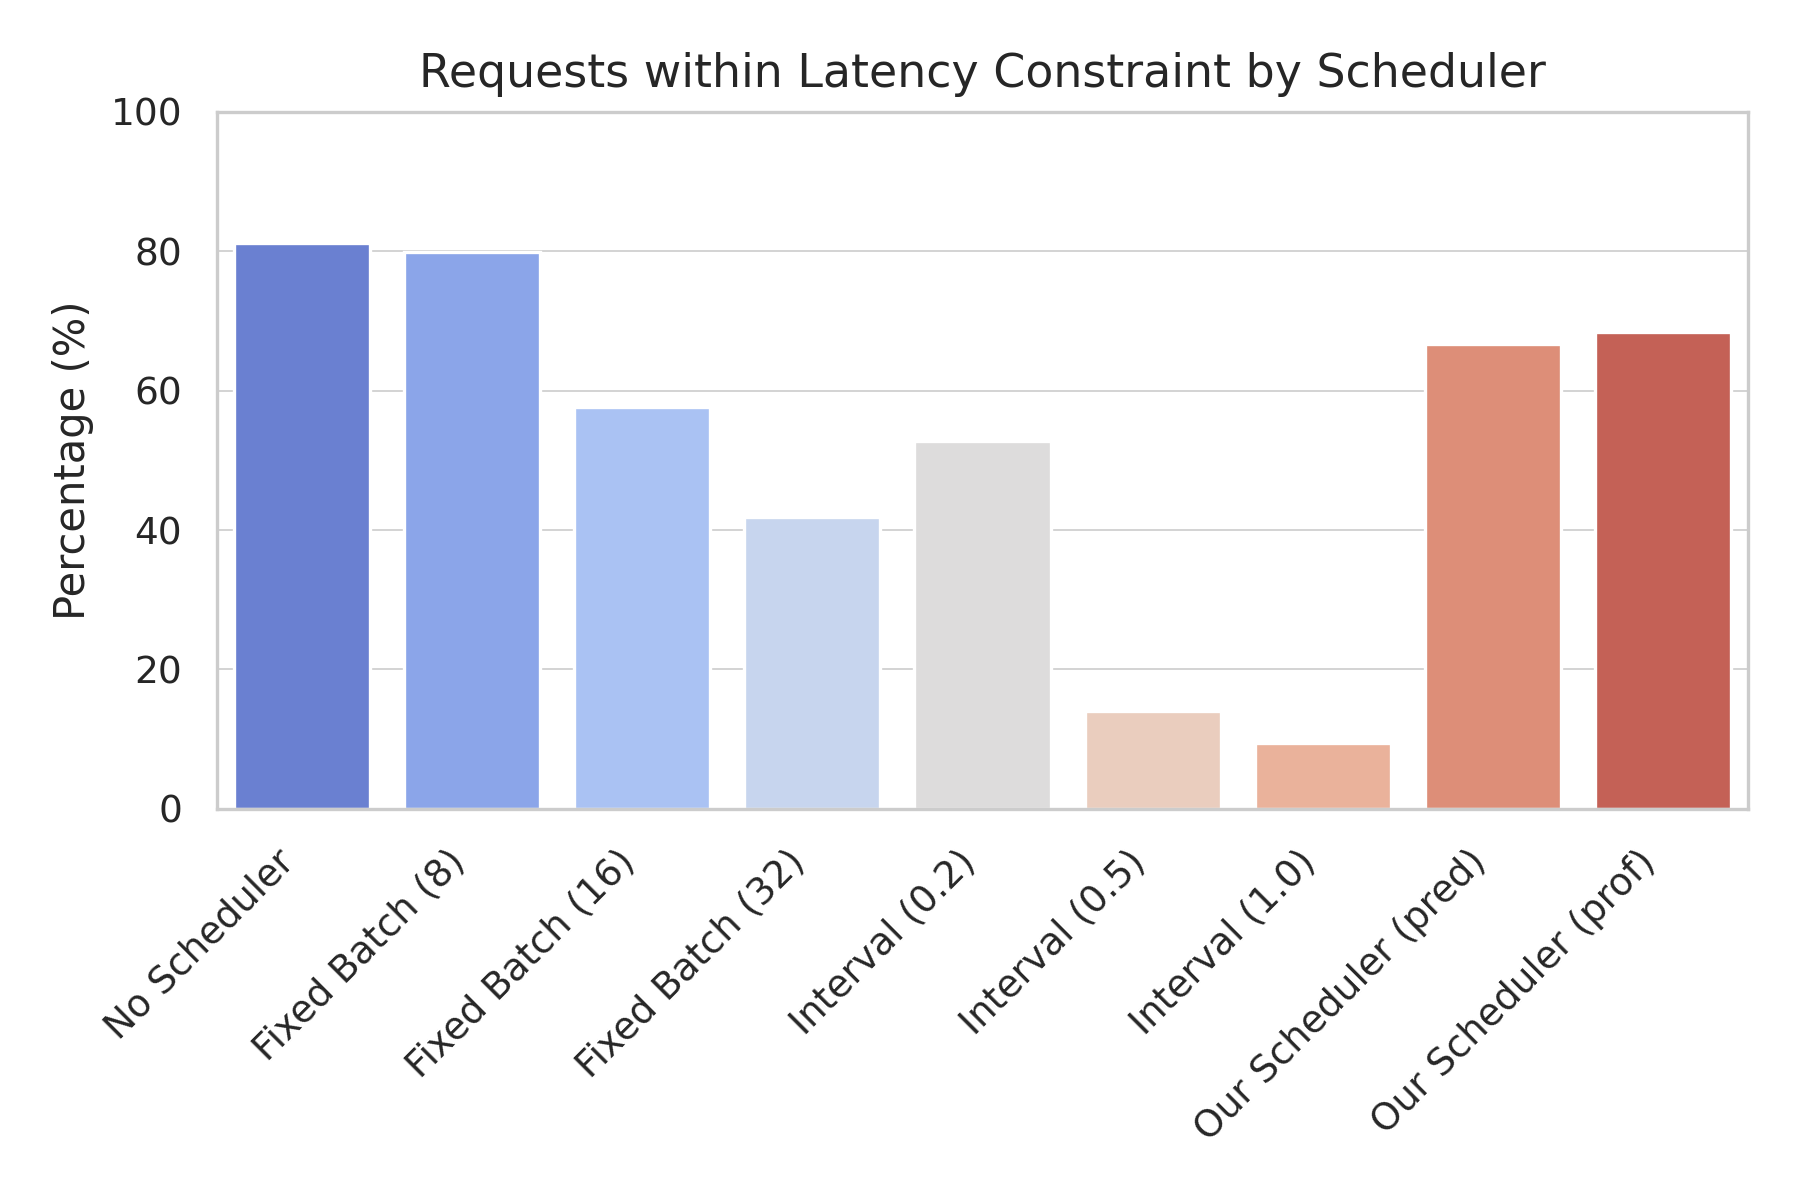 Requests within Latency Constraint by Scheduler
Percentage (%)
100
80
60
40
20
0
No Scheduler
Fixed Batch (8)
Fixed Batch (16)
Fixed Batch (32)
Interval (0.2)
Interval (0.5)
Interval (1.0)
Our Scheduler (pred)
Our Scheduler (prof)